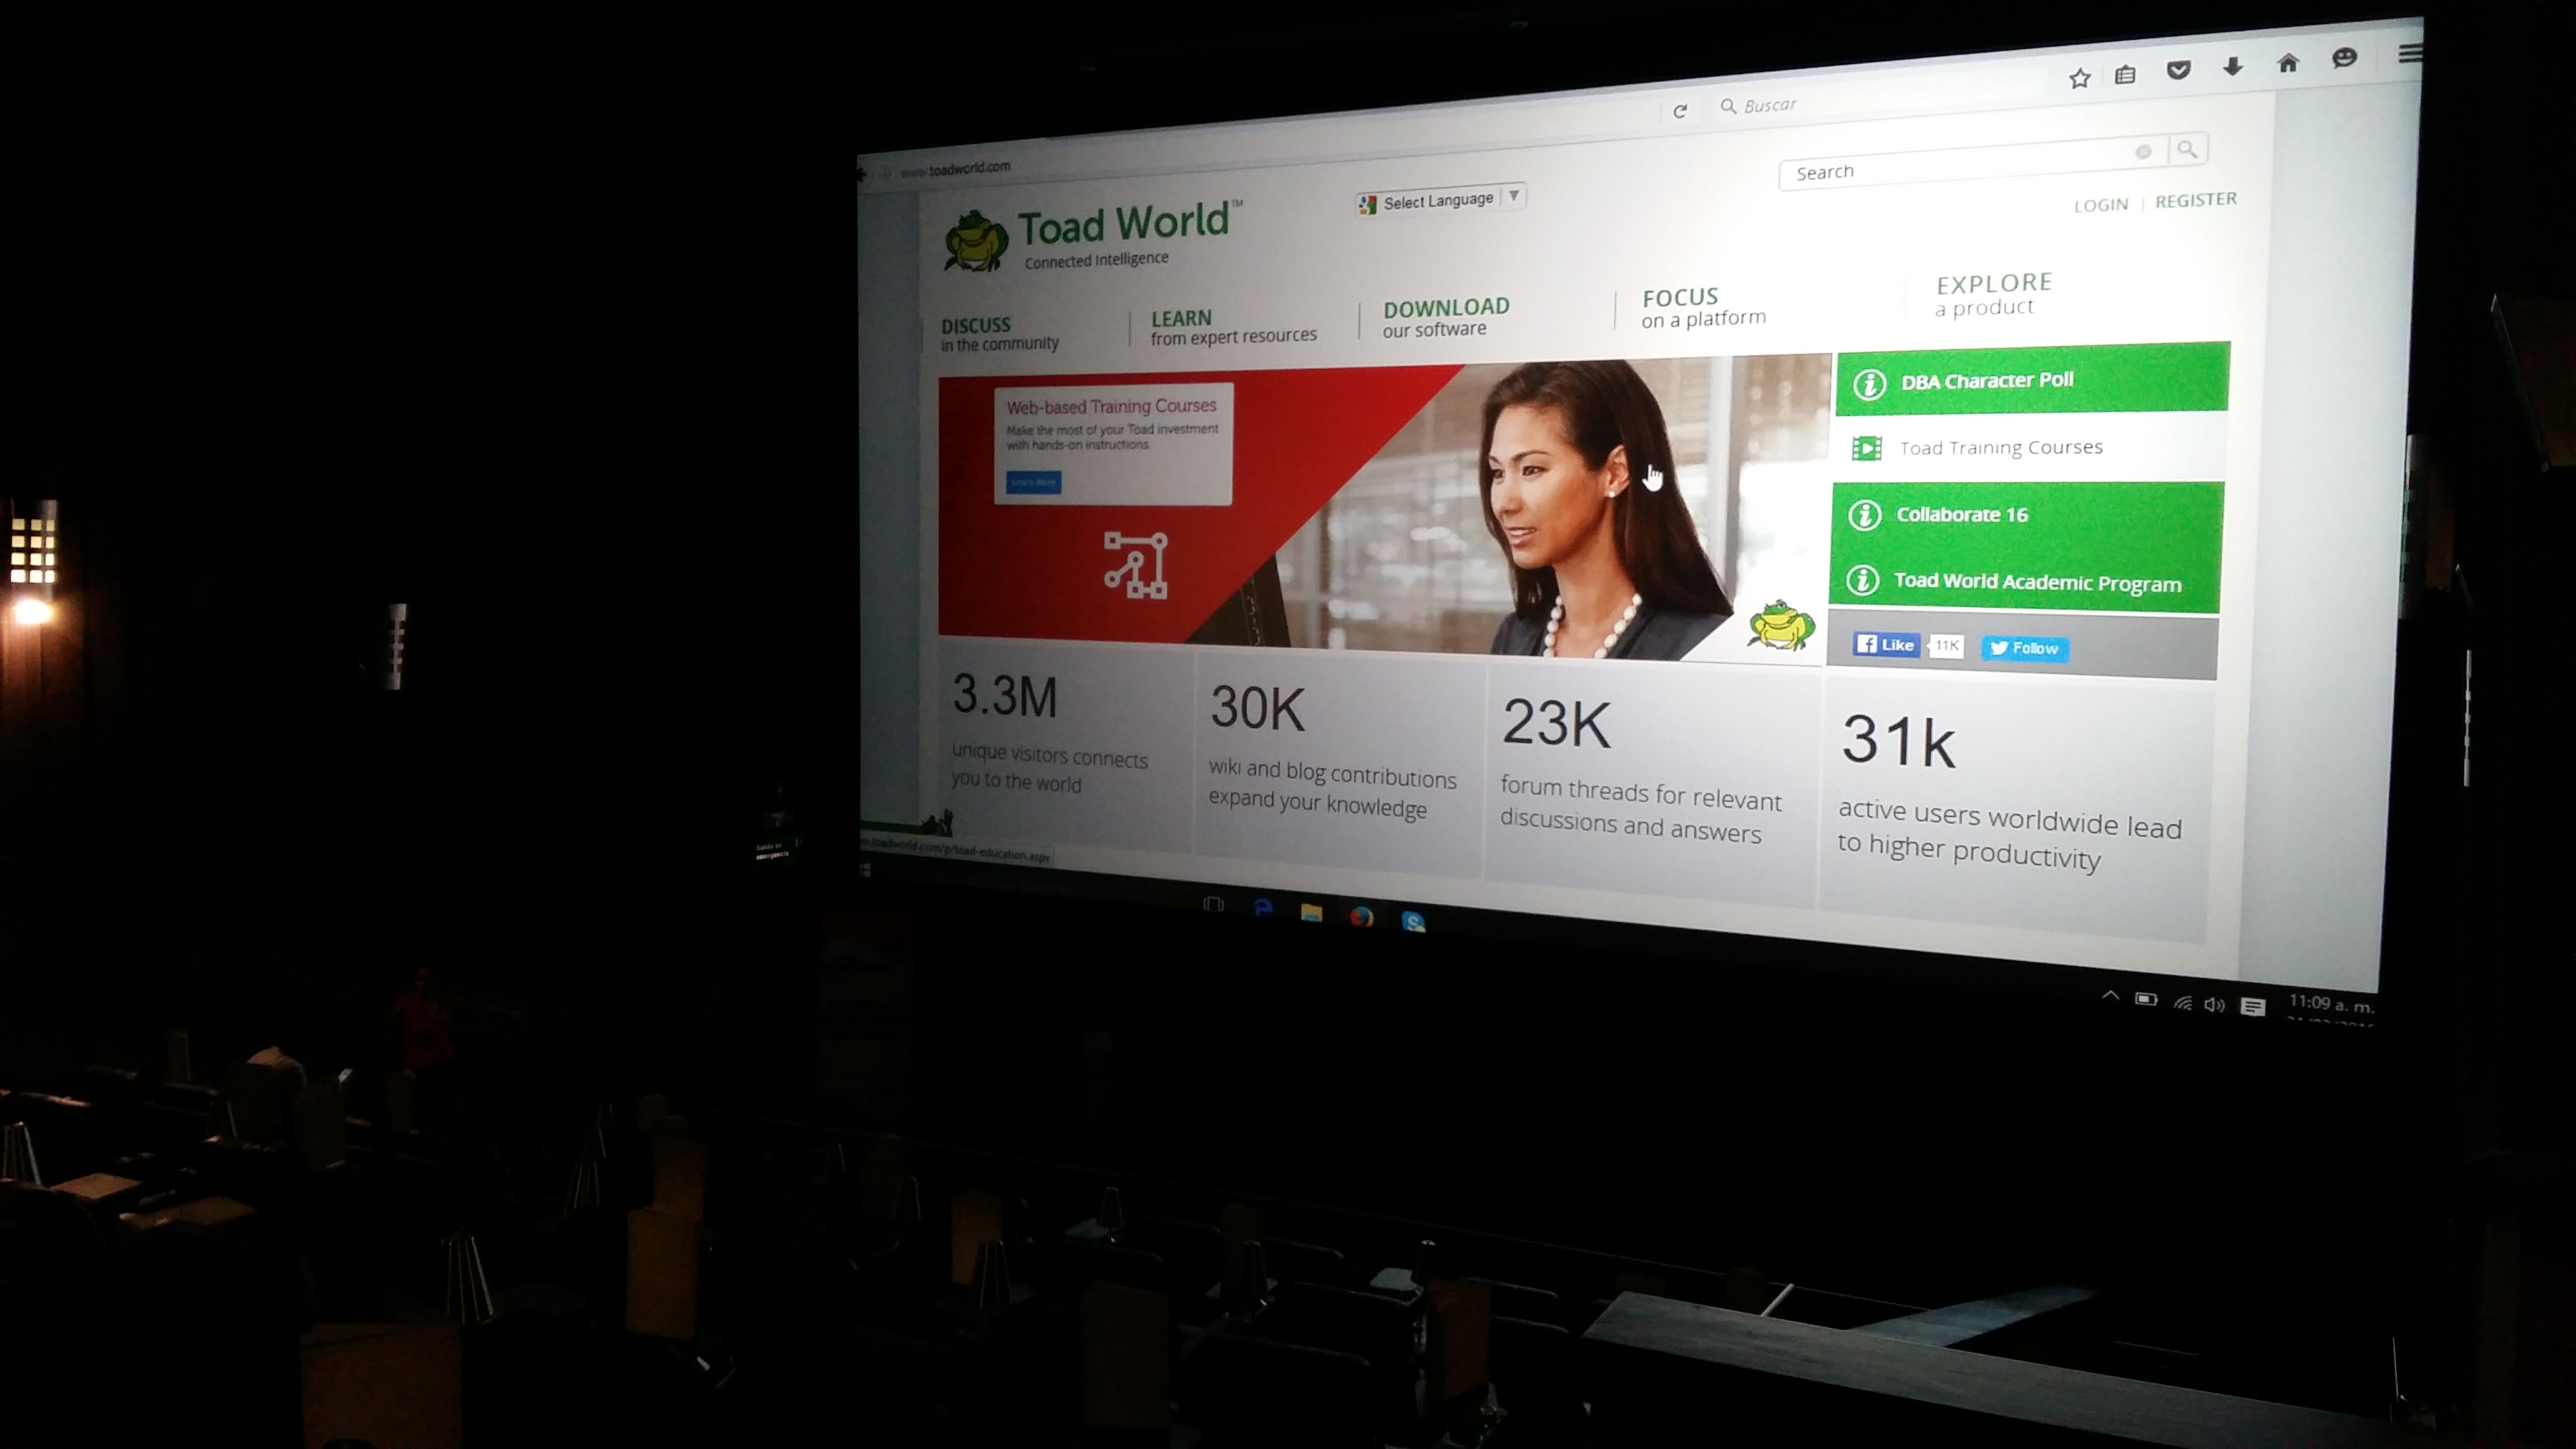 www.toadworld.com
Buscar
Toad World™
Connected Intelligence
Select Language
Search
LOGIN | REGISTER
DISCUSS
in the community
LEARN
from expert resources
DOWNLOAD
our software
FOCUS
on a platform
EXPLORE
a product
Web-based Training Courses
Make the most of your Toad investment
with hands-on instructions.
Learn More
DBA Character Poll
Toad Training Courses
Collaborate 16
Toad World Academic Program
Like 11K Follow
3.3M
unique visitors connects
you to the world
30K
wiki and blog contributions
expand your knowledge
23K
forum threads for relevant
discussions and answers
31k
active users worldwide lead
to higher productivity
toadworld.com/p/toad-education.aspx
11:09 a. m.
Salida de
emergencia